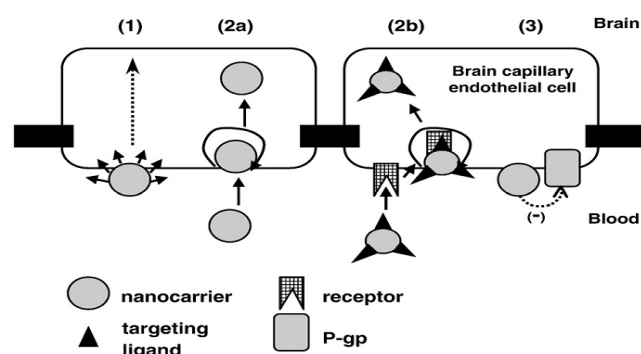 (1) (2a) (2b) (3) Brain
Brain capillary
endothelial cell
(-)
Blood
nanocarrier
receptor
targeting
ligand
P-gp